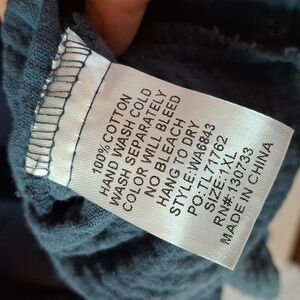 100% COTTON
HAND WASH COLD
WASH SEPARATELY
COLOR WILL BLEED
NO BLEACH
HANG TO DRY
STYLE:WA6843
PO:TL71762
SIZE:1XL
RN#:130733
MADE IN CHINA